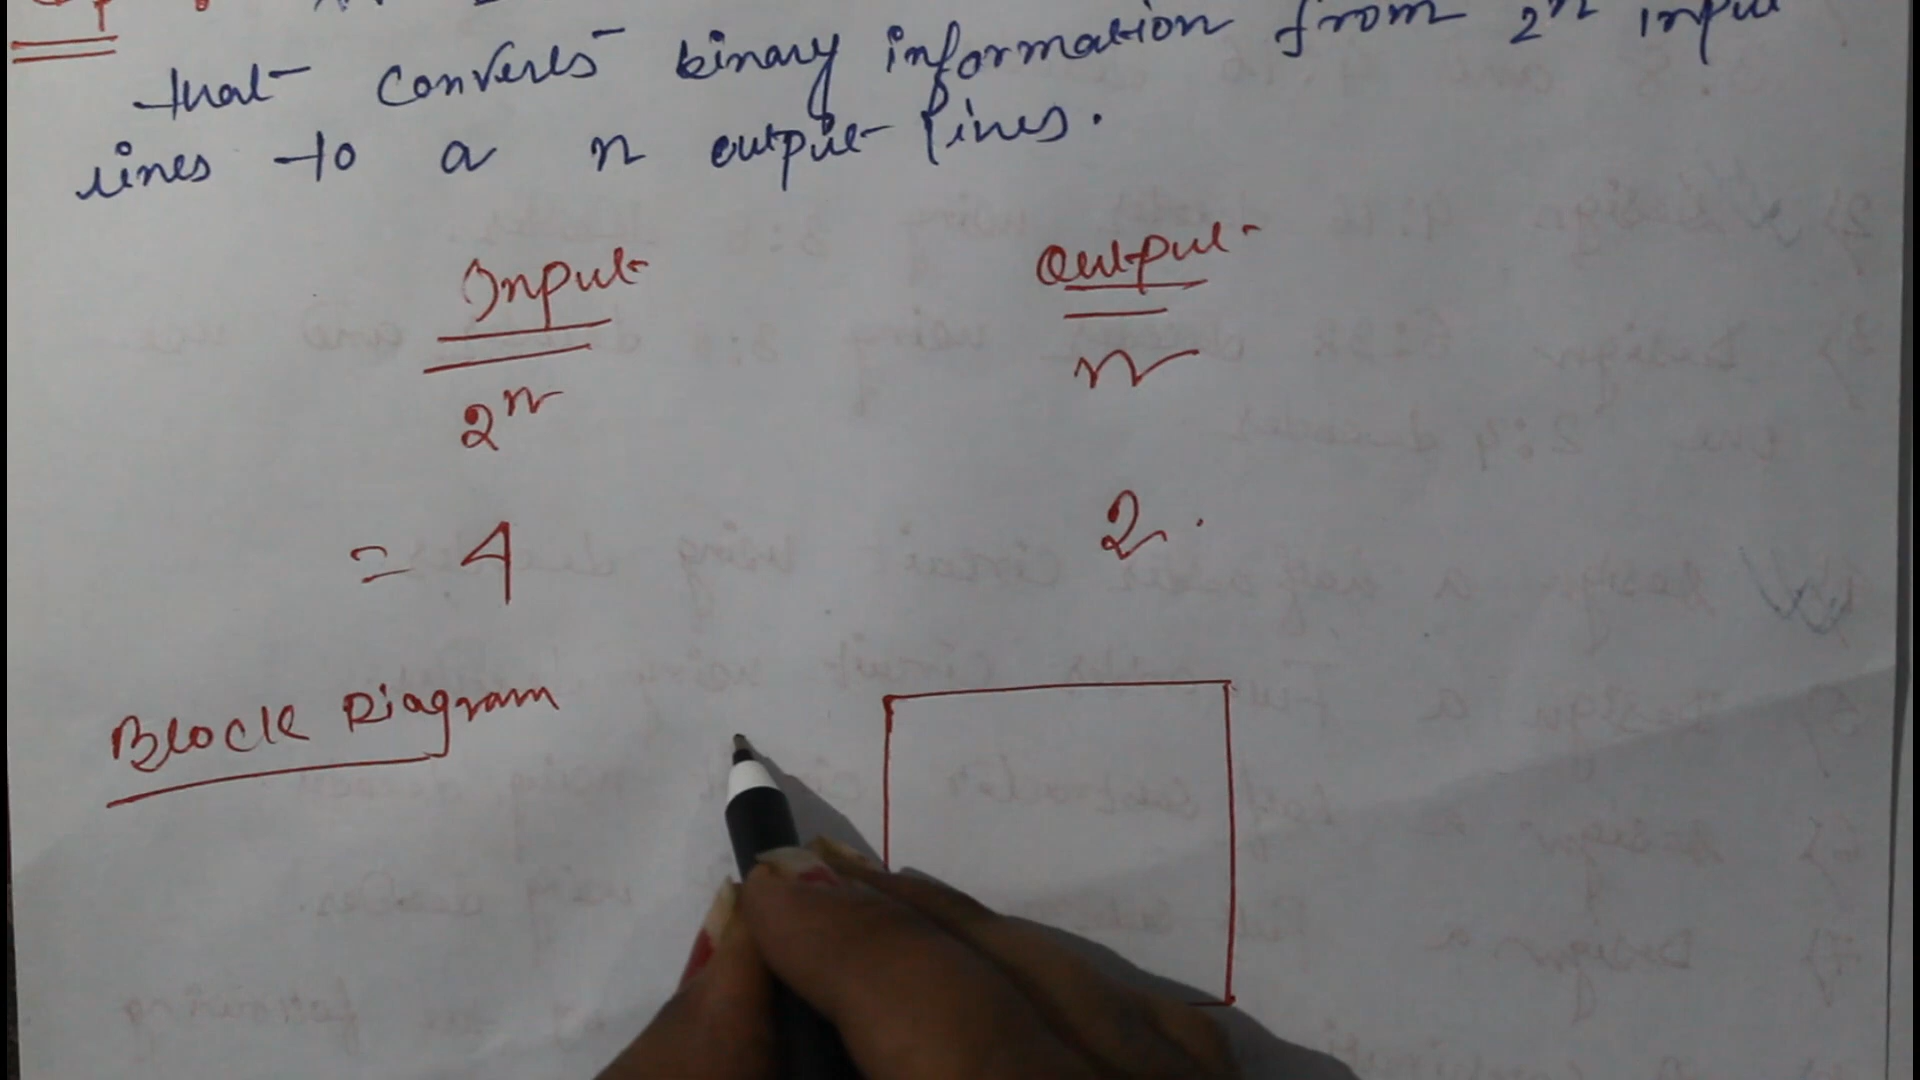 that converts binary information from 2ⁿ input
lines to a n output lines.
Input Output
2ⁿ n
= 4 2.
Block Diagram